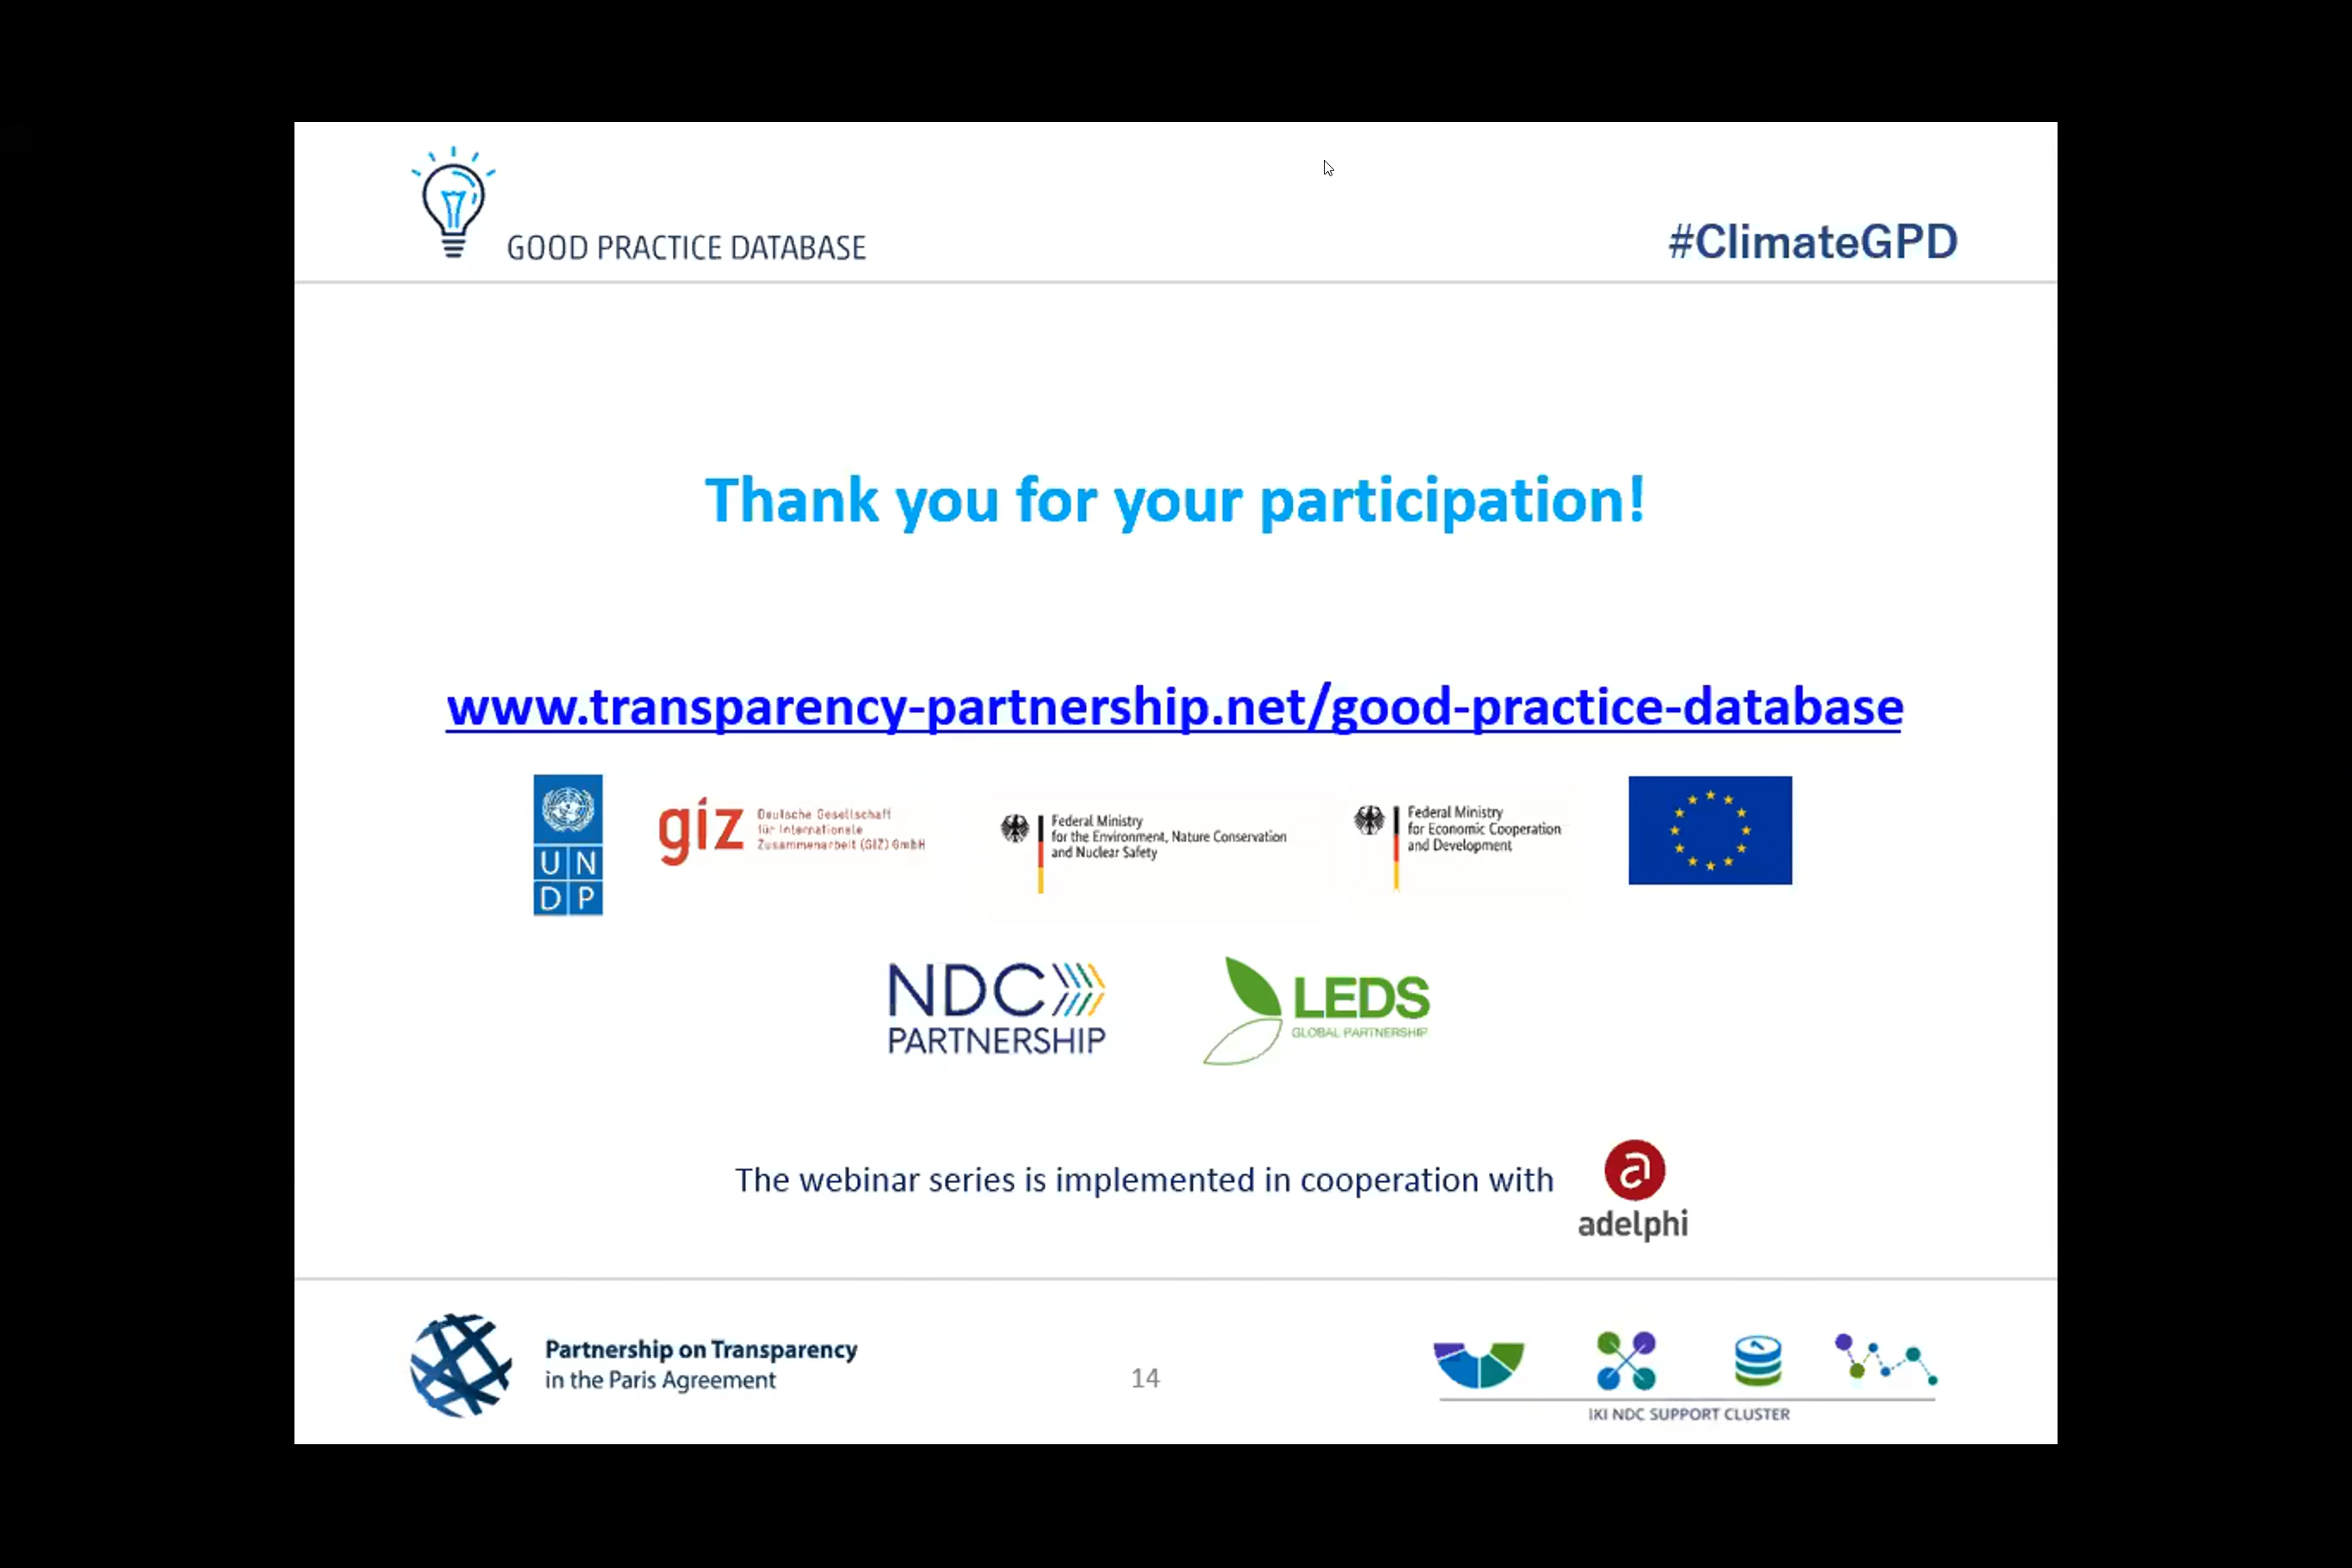 GOOD PRACTICE DATABASE
#ClimateGPD
Thank you for your participation!
www.transparency-partnership.net/good-practice-database
U N
D P
giz
Deutsche Gesellschaft
für Internationale
Zusammenarbeit (GIZ) GmbH
Federal Ministry
for the Environment, Nature Conservation
and Nuclear Safety
Federal Ministry
for Economic Cooperation
and Development
NDC
PARTNERSHIP
LEDS
GLOBAL PARTNERSHIP
The webinar series is implemented in cooperation with
a
adelphi
Partnership on Transparency
in the Paris Agreement
14
IKI NDC SUPPORT CLUSTER